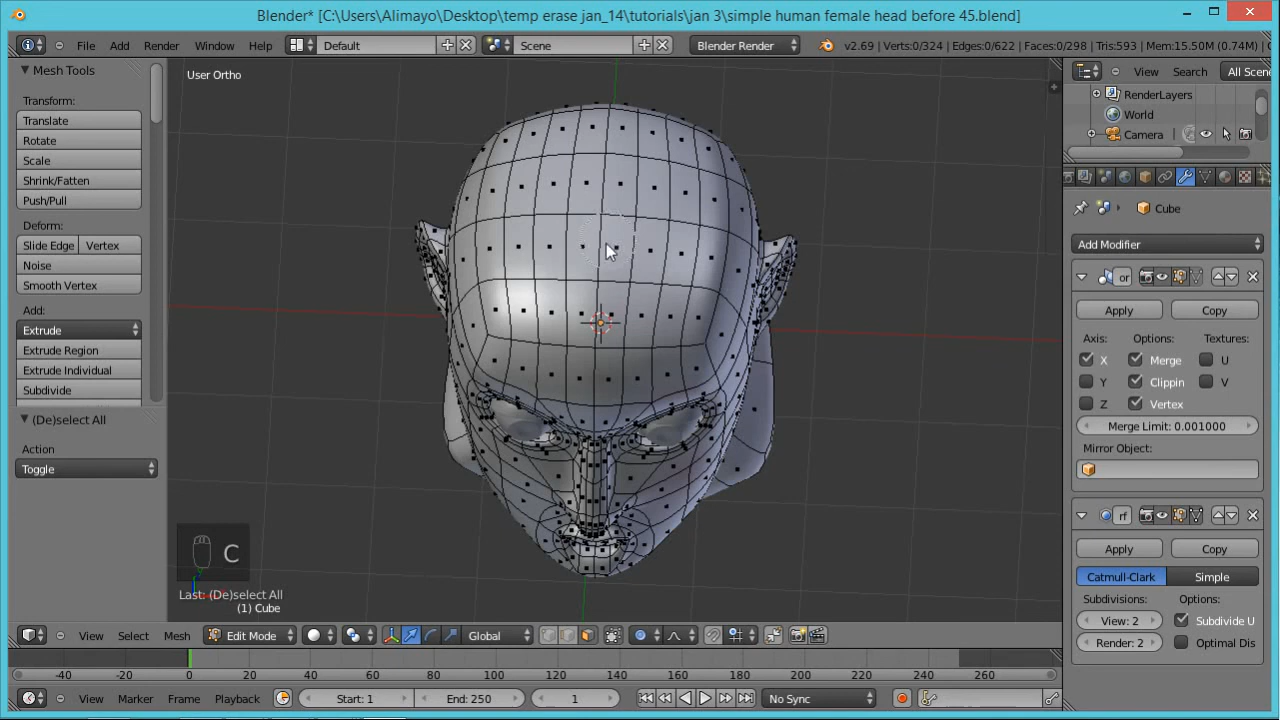 Blender* [C:\Users\Alimayo\Desktop\temp erase jan_14\tutorials\jan 3\simple human female head before 45.blend]
File Add Render Window Help Default Scene Blender Render v2.69 | Verts:0/324 | Edges:0/622 | Faces:0/298 | Tris:593 | Mem:15.50M (0.74M) |
Mesh Tools
Transform:
Translate
Rotate
Scale
Shrink/Fatten
Push/Pull
Deform:
Slide Edge Vertex
Noise
Smooth Vertex
Add:
Extrude
Extrude Region
Extrude Individual
Subdivide
(De)select All
Action
Toggle
User Ortho
C
Last: (De)select All
(1) Cube
View Search All Scene
RenderLayers
World
Camera
Cube
Add Modifier
or
Apply Copy
Axis: Options: Textures:
X Merge U
Y Clippin V
Z Vertex
Merge Limit: 0.001000
Mirror Object:
rf
Apply Copy
Catmull-Clark Simple
Subdivisions: Options:
View: 2 Subdivide U
Render: 2 Optimal Dis
View Select Mesh Edit Mode Global
-40 -20 0 20 40 60 80 100 120 140 160 180 200 220 240 260
View Marker Frame Playback Start: 1 End: 250 1 No Sync